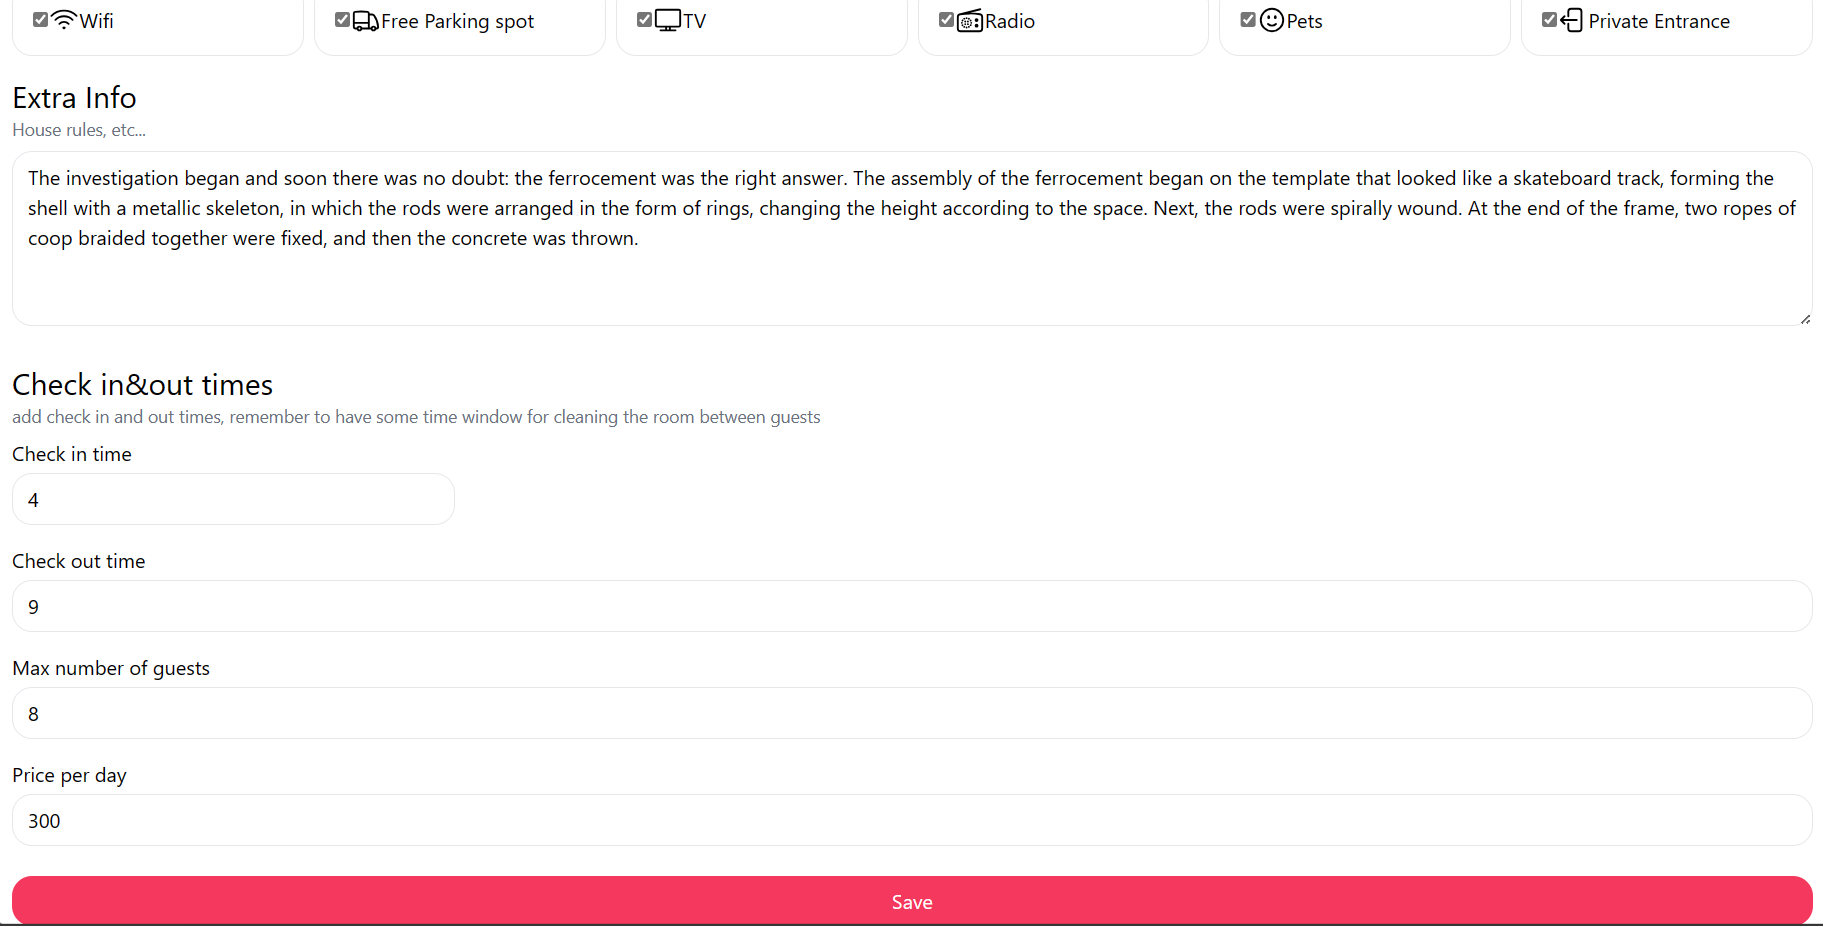 Wifi
Free Parking spot
TV
Radio
Pets
Private Entrance
Extra Info
House rules, etc...
The investigation began and soon there was no doubt: the ferrocement was the right answer. The assembly of the ferrocement began on the template that looked like a skateboard track, forming the
shell with a metallic skeleton, in which the rods were arranged in the form of rings, changing the height according to the space. Next, the rods were spirally wound. At the end of the frame, two ropes of
coop braided together were fixed, and then the concrete was thrown.
Check in&out times
add check in and out times, remember to have some time window for cleaning the room between guests
Check in time
4
Check out time
9
Max number of guests
8
Price per day
300
Save